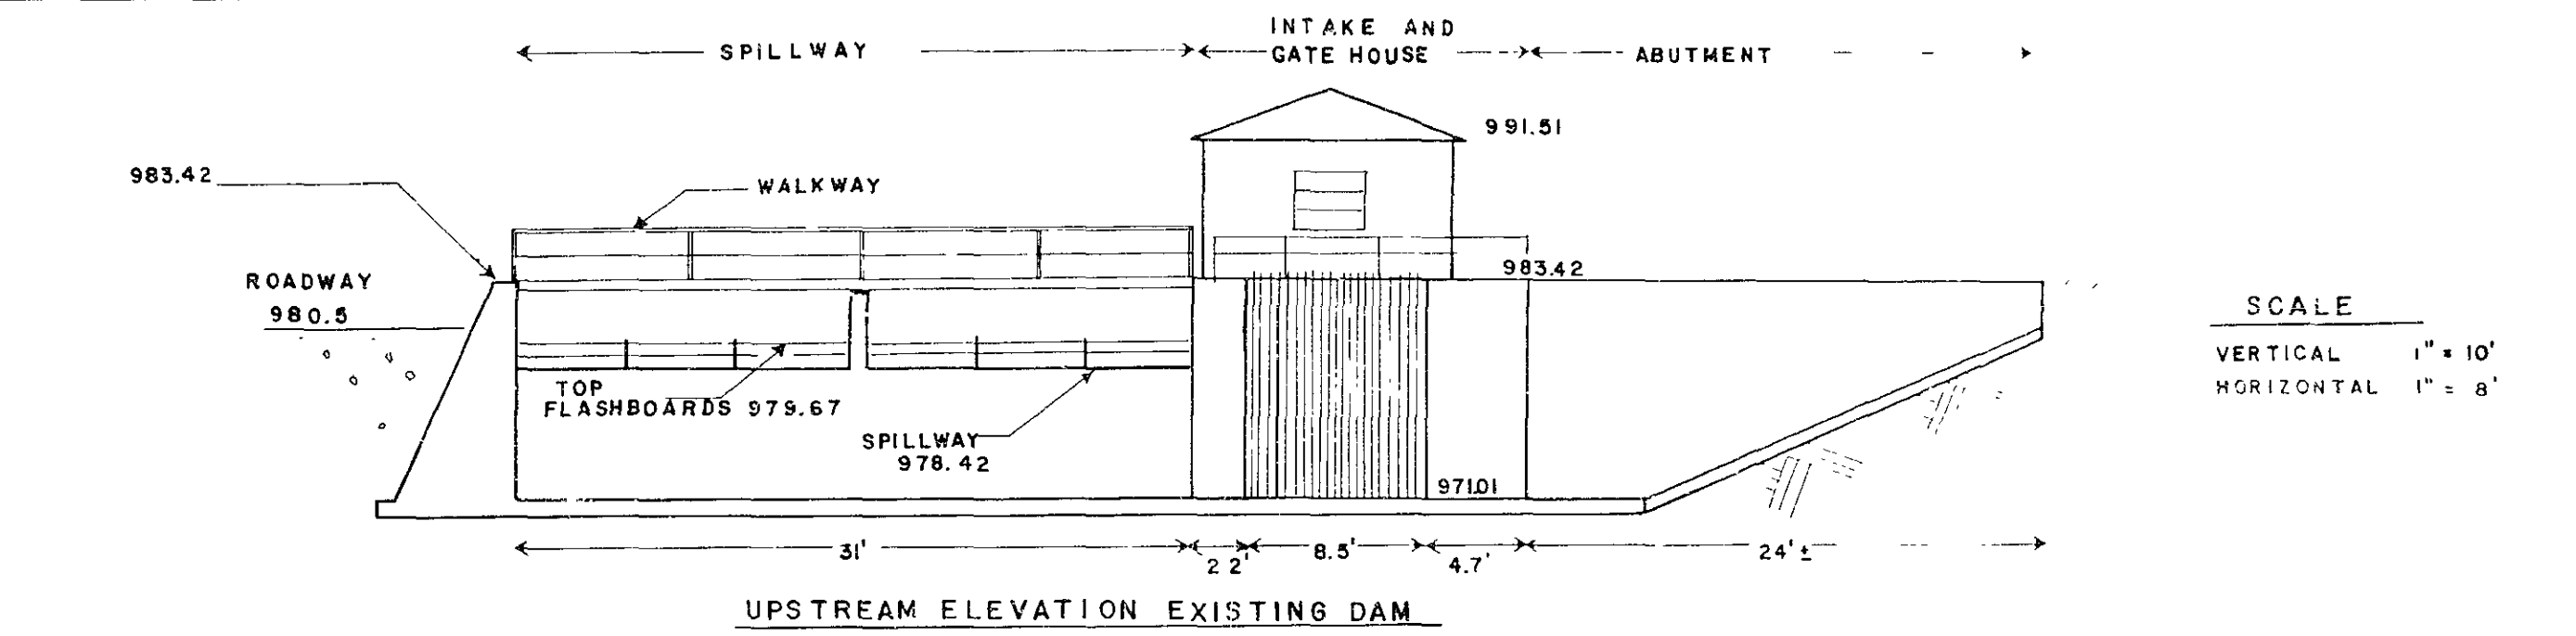 INTAKE AND
SPILLWAY
GATE HOUSE
ABUTMENT
991.51
983.42
WALKWAY
983.42
ROADWAY
980.5
SCALE
VERTICAL 1" = 10'
HORIZONTAL 1" = 8'
TOP
FLASHBOARDS 979.67
SPILLWAY
978.42
971.01
31'
2 2'
8.5'
4.7'
24' ±
UPSTREAM ELEVATION EXISTING DAM